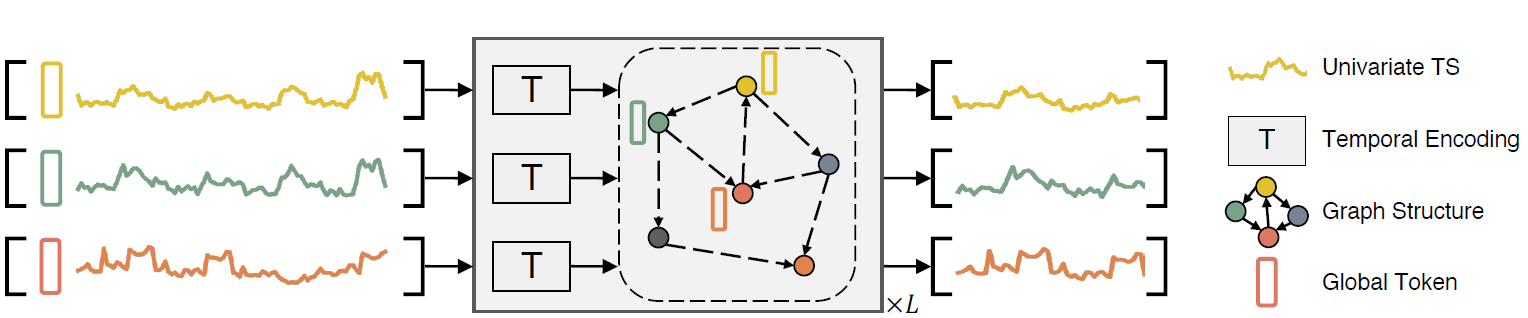 T
T
T
×L
Univariate TS
T
Temporal Encoding
Graph Structure
Global Token